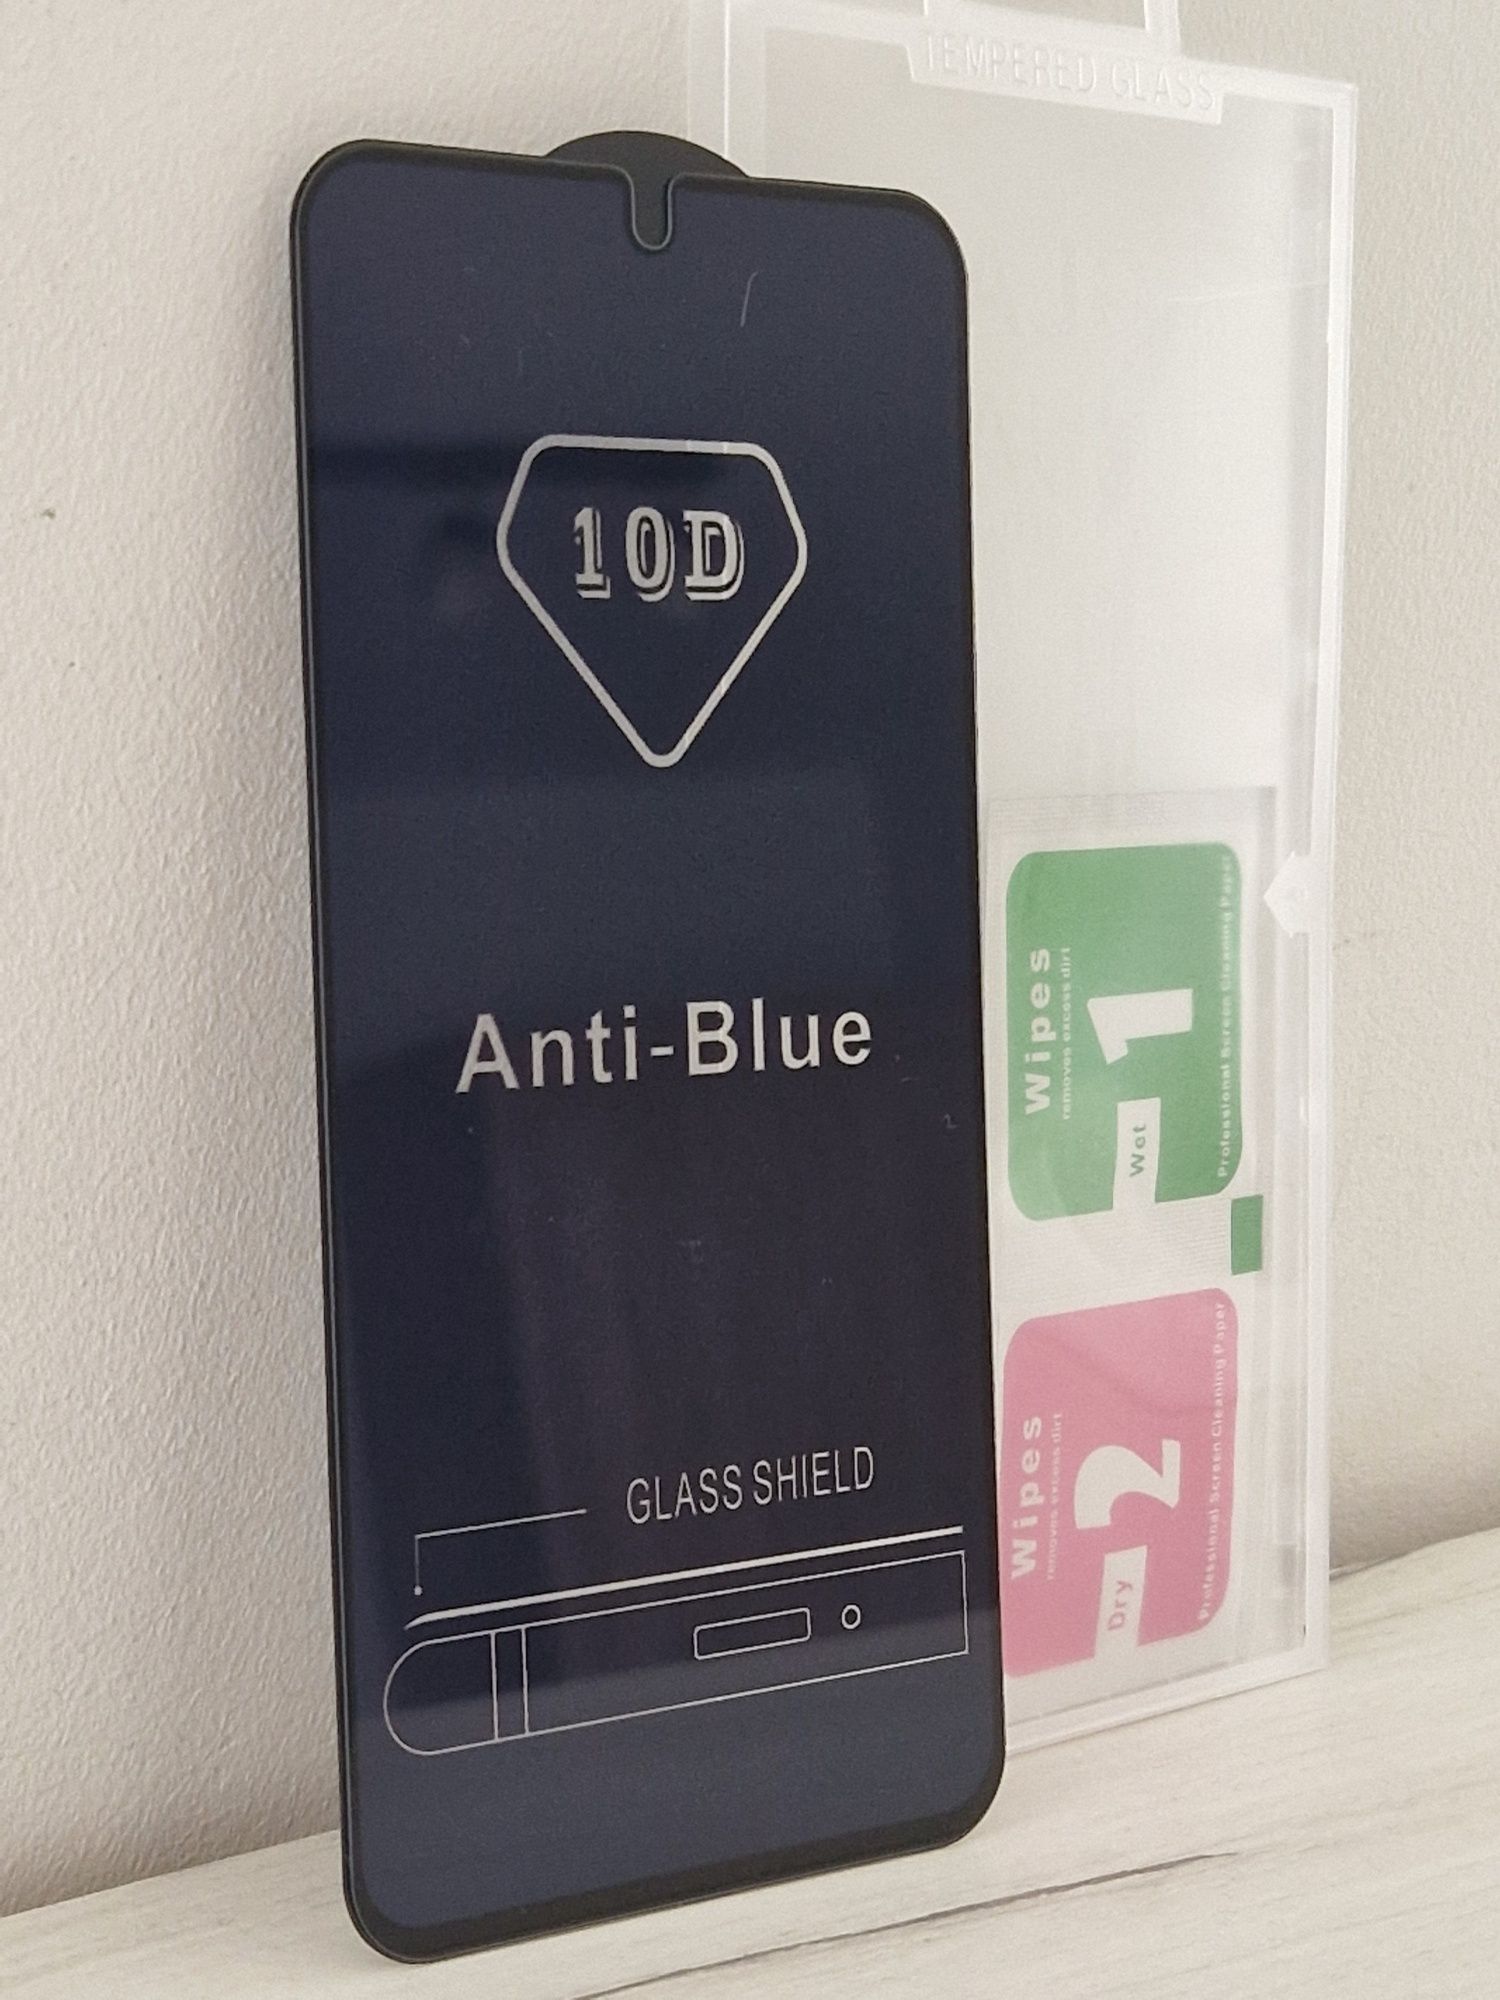 TEMPERED GLASS
10D
Anti-Blue
GLASS SHIELD
Wipes
removes excess dirt
1
Wet
Professional Screen Cleaning Paper
Wipes
removes excess dirt
2
Dry
Professional Screen Cleaning Paper